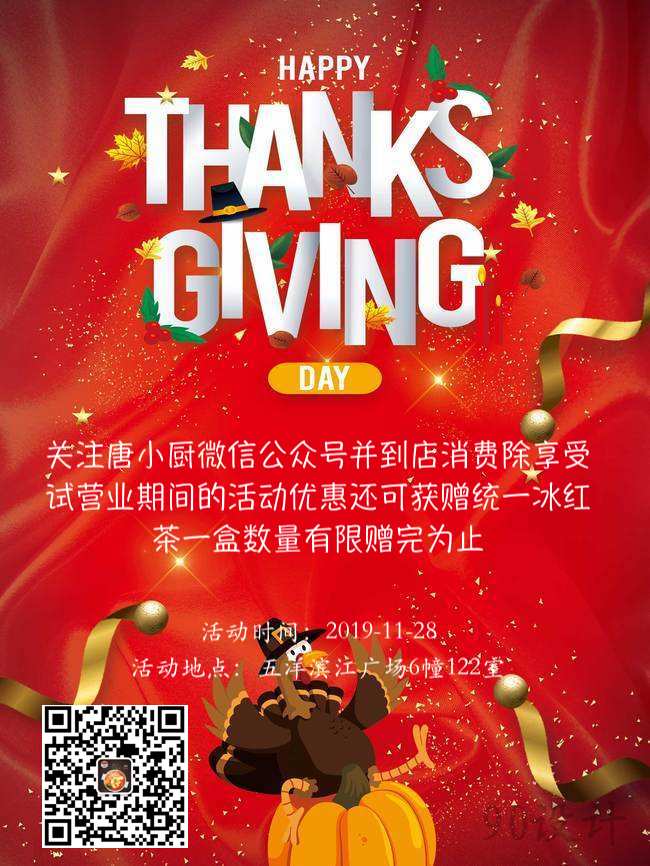 HAPPY
THANKS
GIVING
DAY
关注唐小厨微信公众号并到店消费除享受
试营业期间的活动优惠还可获赠统一冰红
茶一盒数量有限赠完为止
活动时间：2019-11-28
活动地点：五洋滨江广场6幢122室
90设计